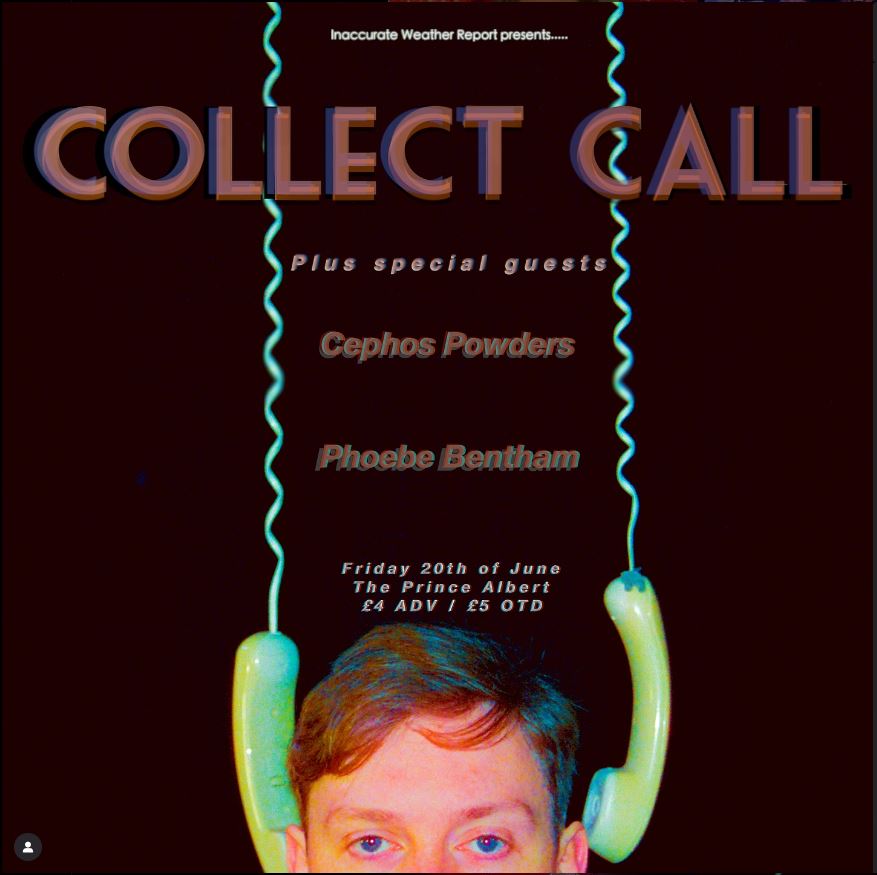 Inaccurate Weather Report presents.....
COLLECT CALL
Plus special guests
Cephos Powders
Phoebe Bentham
Friday 20th of June
The Prince Albert
£4 ADV / £5 OTD